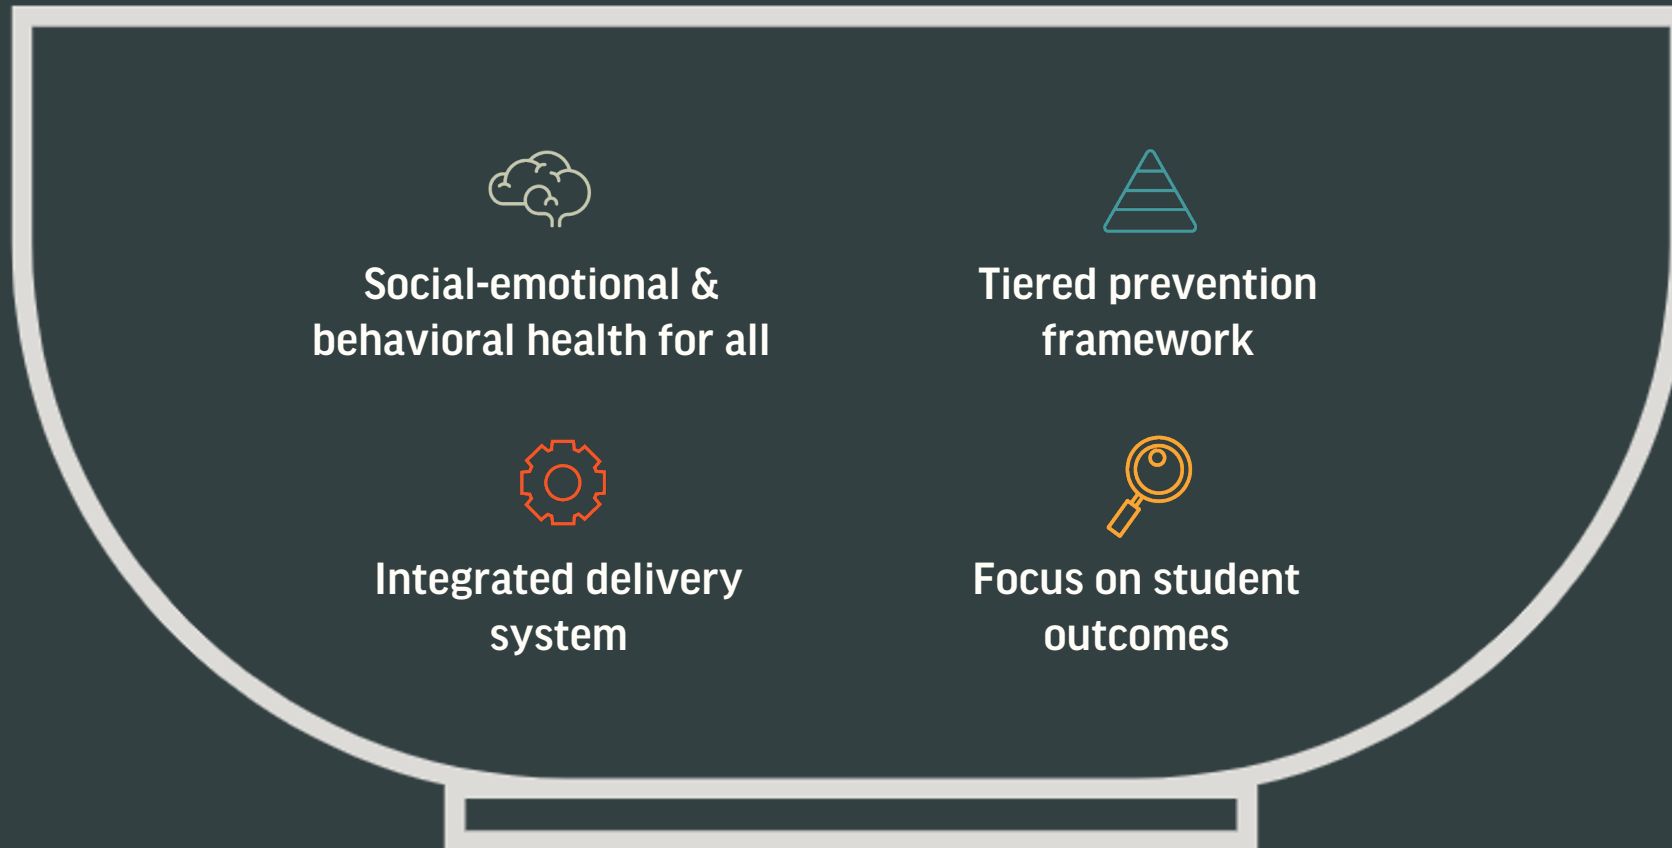 Social-emotional &
behavioral health for all
Tiered prevention
framework
Integrated delivery
system
Focus on student
outcomes